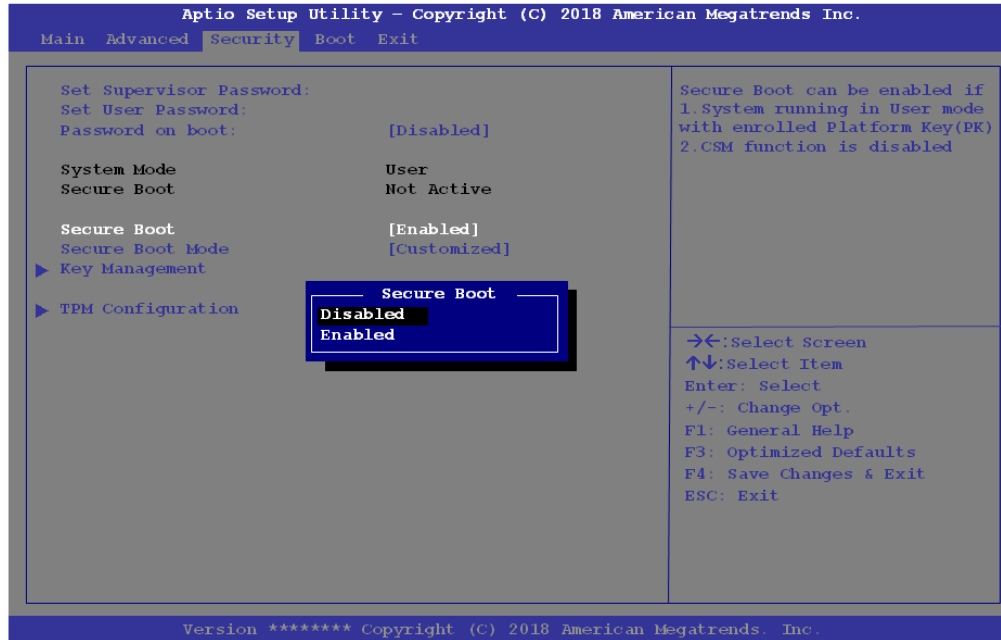 Aptio Setup Utility – Copyright (C) 2018 American Megatrends Inc.
Main Advanced Security Boot Exit
Set Supervisor Password:
Set User Password:
Password on boot: [Disabled]
System Mode User
Secure Boot Not Active
Secure Boot [Enabled]
Secure Boot Mode [Customized]
Key Management
TPM Configuration
Secure Boot
Disabled
Enabled
Secure Boot can be enabled if
1.System running in User mode
with enrolled Platform Key(PK)
2.CSM function is disabled
→←:Select Screen
↑↓:Select Item
Enter: Select
+/-: Change Opt.
F1: General Help
F3: Optimized Defaults
F4: Save Changes & Exit
ESC: Exit
Version ******** Copyright (C) 2018 American Megatrends. Inc.